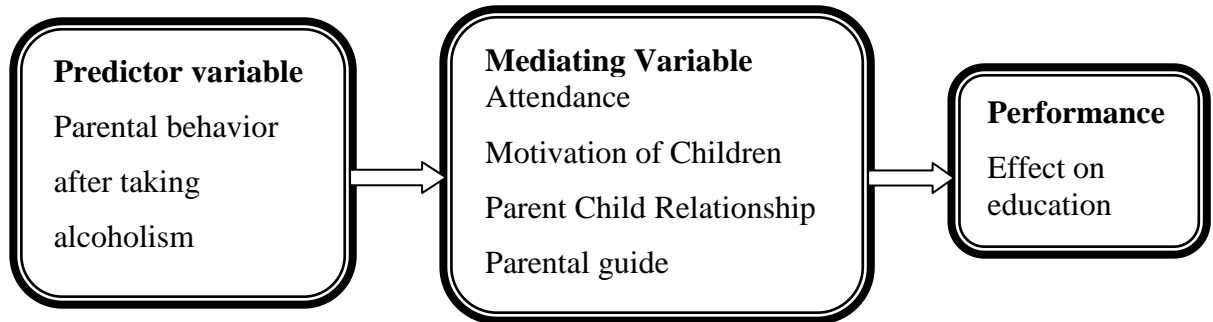 Predictor variable
Parental behavior
after taking
alcoholism
Mediating Variable
Attendance
Motivation of Children
Parent Child Relationship
Parental guide
Performance
Effect on
education